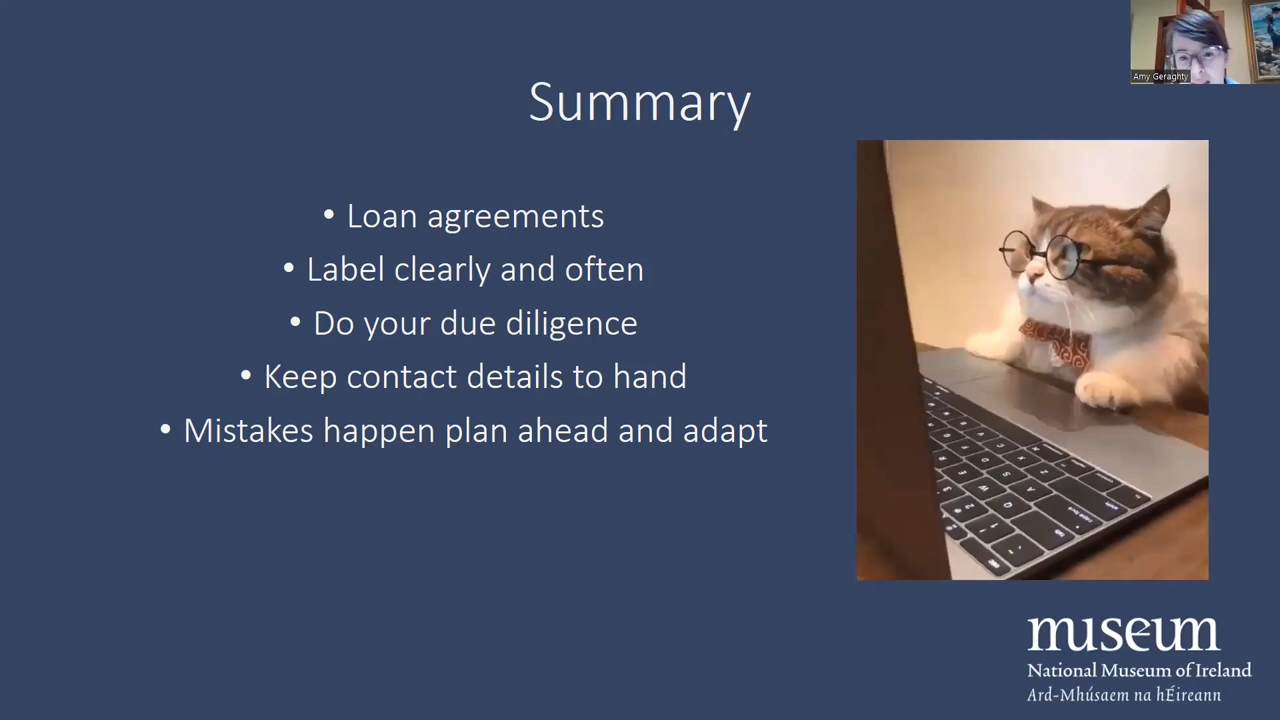 Amy Geraghty
Summary
• Loan agreements
• Label clearly and often
• Do your due diligence
• Keep contact details to hand
• Mistakes happen plan ahead and adapt
museum
National Museum of Ireland
Ard-Mhúsaem na hÉireann